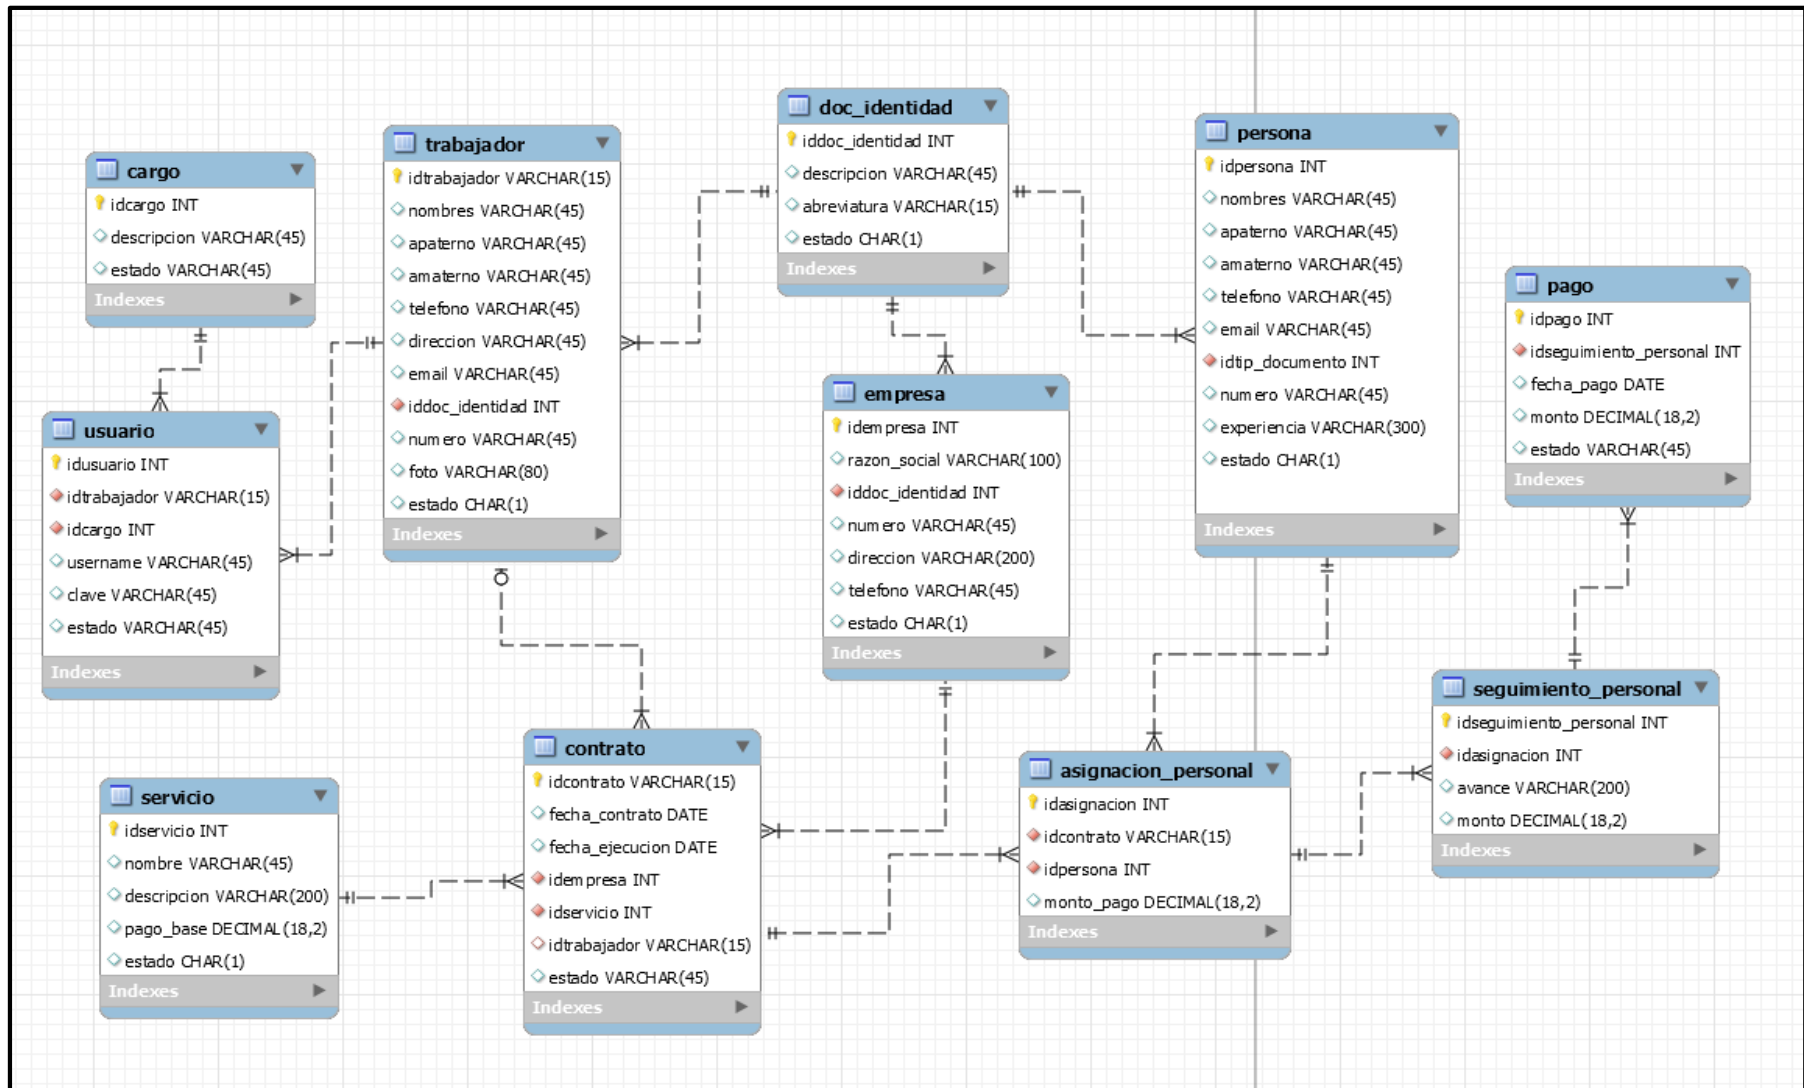 cargo
idcargo INT
descripcion VARCHAR(45)
estado VARCHAR(45)
Indexes
usuario
idusuario INT
idtrabajador VARCHAR(15)
idcargo INT
username VARCHAR(45)
clave VARCHAR(45)
estado VARCHAR(45)
Indexes
trabajador
idtrabajador VARCHAR(15)
nombres VARCHAR(45)
apaterno VARCHAR(45)
amaterno VARCHAR(45)
telefono VARCHAR(45)
direccion VARCHAR(45)
email VARCHAR(45)
iddoc_identidad INT
numero VARCHAR(45)
foto VARCHAR(80)
estado CHAR(1)
Indexes
doc_identidad
iddoc_identidad INT
descripcion VARCHAR(45)
abreviatura VARCHAR(15)
estado CHAR(1)
Indexes
empresa
idempresa INT
razon_social VARCHAR(100)
iddoc_identidad INT
numero VARCHAR(45)
direccion VARCHAR(200)
telefono VARCHAR(45)
estado CHAR(1)
Indexes
persona
idpersona INT
nombres VARCHAR(45)
apaterno VARCHAR(45)
amaterno VARCHAR(45)
telefono VARCHAR(45)
email VARCHAR(45)
idtip_documento INT
numero VARCHAR(45)
experiencia VARCHAR(300)
estado CHAR(1)
Indexes
pago
idpago INT
idseguimiento_personal INT
fecha_pago DATE
monto DECIMAL(18,2)
estado VARCHAR(45)
Indexes
servicio
idservicio INT
nombre VARCHAR(45)
descripcion VARCHAR(200)
pago_base DECIMAL(18,2)
estado CHAR(1)
Indexes
contrato
idcontrato VARCHAR(15)
fecha_contrato DATE
fecha_ejecucion DATE
idempresa INT
idservicio INT
idtrabajador VARCHAR(15)
estado VARCHAR(45)
Indexes
asignacion_personal
idasignacion INT
idcontrato VARCHAR(15)
idpersona INT
monto_pago DECIMAL(18,2)
Indexes
seguimiento_personal
idseguimiento_personal INT
idasignacion INT
avance VARCHAR(200)
monto DECIMAL(18,2)
Indexes